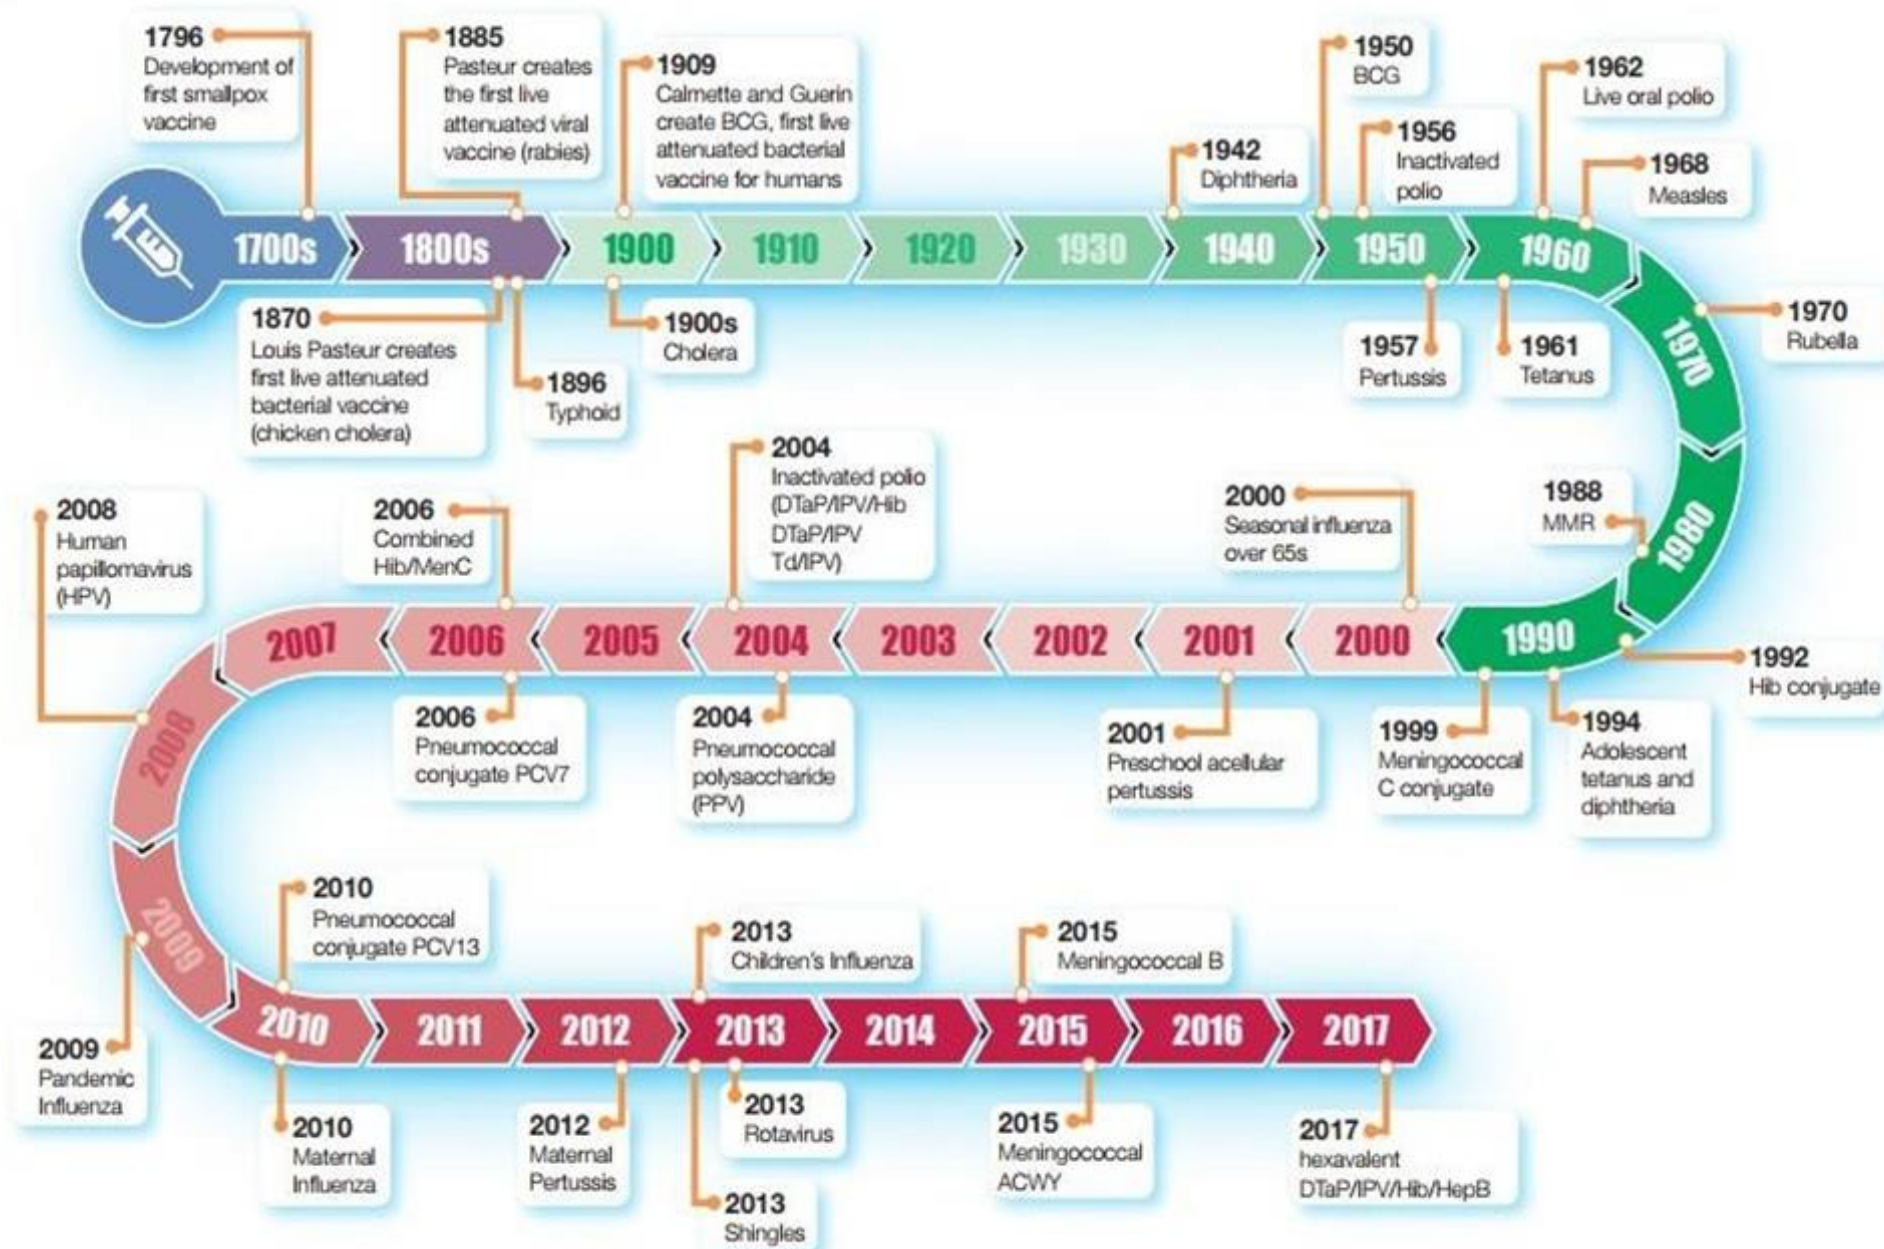 1796
Development of
first smallpox
vaccine
1885
Pasteur creates
the first live
attenuated viral
vaccine (rabies)
1909
Calmette and Guerin
create BCG, first live
attenuated bacterial
vaccine for humans
1942
Diphtheria
1950
BCG
1956
Inactivated
polio
1962
Live oral polio
1968
Measles
1700s
1800s
1900
1910
1920
1930
1940
1950
1960
1970
1980
1990
1870
Louis Pasteur creates
first live attenuated
bacterial vaccine
(chicken cholera)
1896
Typhoid
1900s
Cholera
1957
Pertussis
1961
Tetanus
1970
Rubella
1988
MMR
1992
Hib conjugate
1994
Adolescent
tetanus and
diphtheria
1999
Meningococcal
C conjugate
2000
Seasonal influenza
over 65s
2000
2001
2002
2003
2004
2005
2006
2007
2008
2009
2001
Preschool acellular
pertussis
2004
Inactivated polio
(DTaP/IPV/Hib
DTaP/IPV
Td/IPV)
2004
Pneumococcal
polysaccharide
(PPV)
2006
Combined
Hib/MenC
2006
Pneumococcal
conjugate PCV7
2008
Human
papillomavirus
(HPV)
2009
Pandemic
Influenza
2010
Pneumococcal
conjugate PCV13
2013
Children's Influenza
2015
Meningococcal B
2010
2011
2012
2013
2014
2015
2016
2017
2010
Maternal
Influenza
2012
Maternal
Pertussis
2013
Rotavirus
2013
Shingles
2015
Meningococcal
ACWY
2017
hexavalent
DTaP/IPV/Hib/HepB